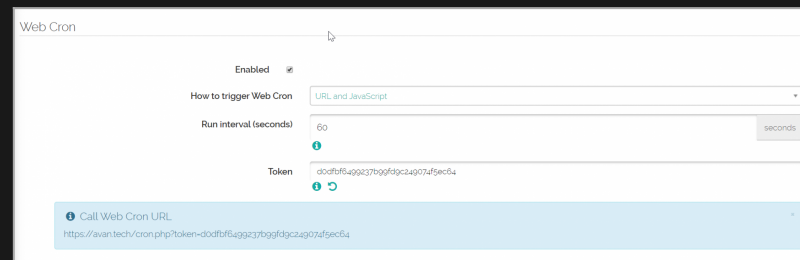 Web Cron
Enabled
How to trigger Web Cron URL and JavaScript
Run interval (seconds) 60 seconds
Token d0dfbf6499237b99fd9c249074f5ec64
Call Web Cron URL ×
https://avan.tech/cron.php?token=d0dfbf6499237b99fd9c249074f5ec64